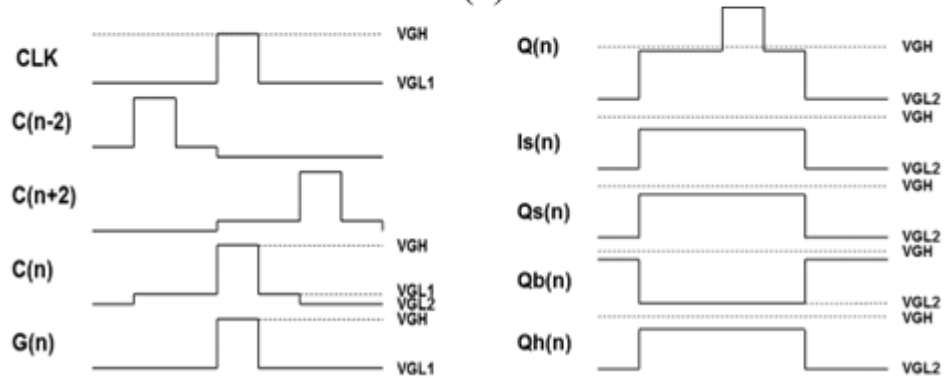 CLK
VGH
VGL1
C(n-2)
C(n+2)
C(n)
VGH
VGL1
VGL2
G(n)
VGH
VGL1
Q(n)
VGH
VGL2
Is(n)
VGH
VGL2
Qs(n)
VGH
VGL2
Qb(n)
VGH
VGL2
Qh(n)
VGH
VGL2